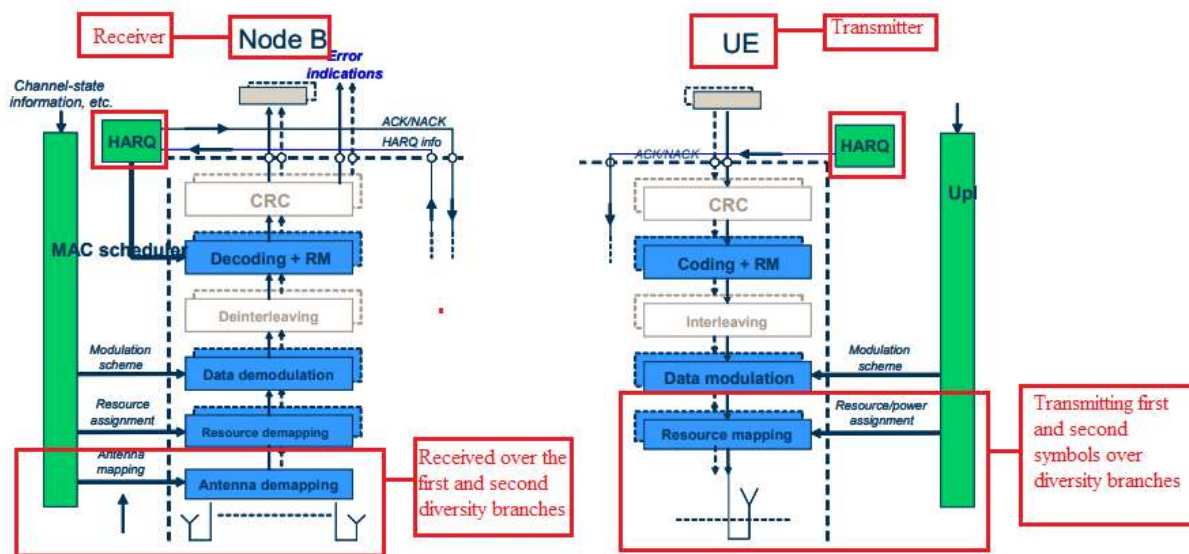 Receiver
Node B
Error
indications
UE
Transmitter
Channel-state
information, etc.
HARQ
ACK/NACK
HARQ info
CRC
MAC scheduler
Decoding + RM
Deinterleaving
Modulation
scheme
Data demodulation
Resource
assignment
Resource demapping
Antenna
mapping
Antenna demapping
Received over the
first and second
diversity branches
ACK/NACK
HARQ
Upl
CRC
Coding + RM
Interleaving
Data modulation
Modulation
scheme
Resource mapping
Resource/power
assignment
Transmitting first
and second
symbols over
diversity branches